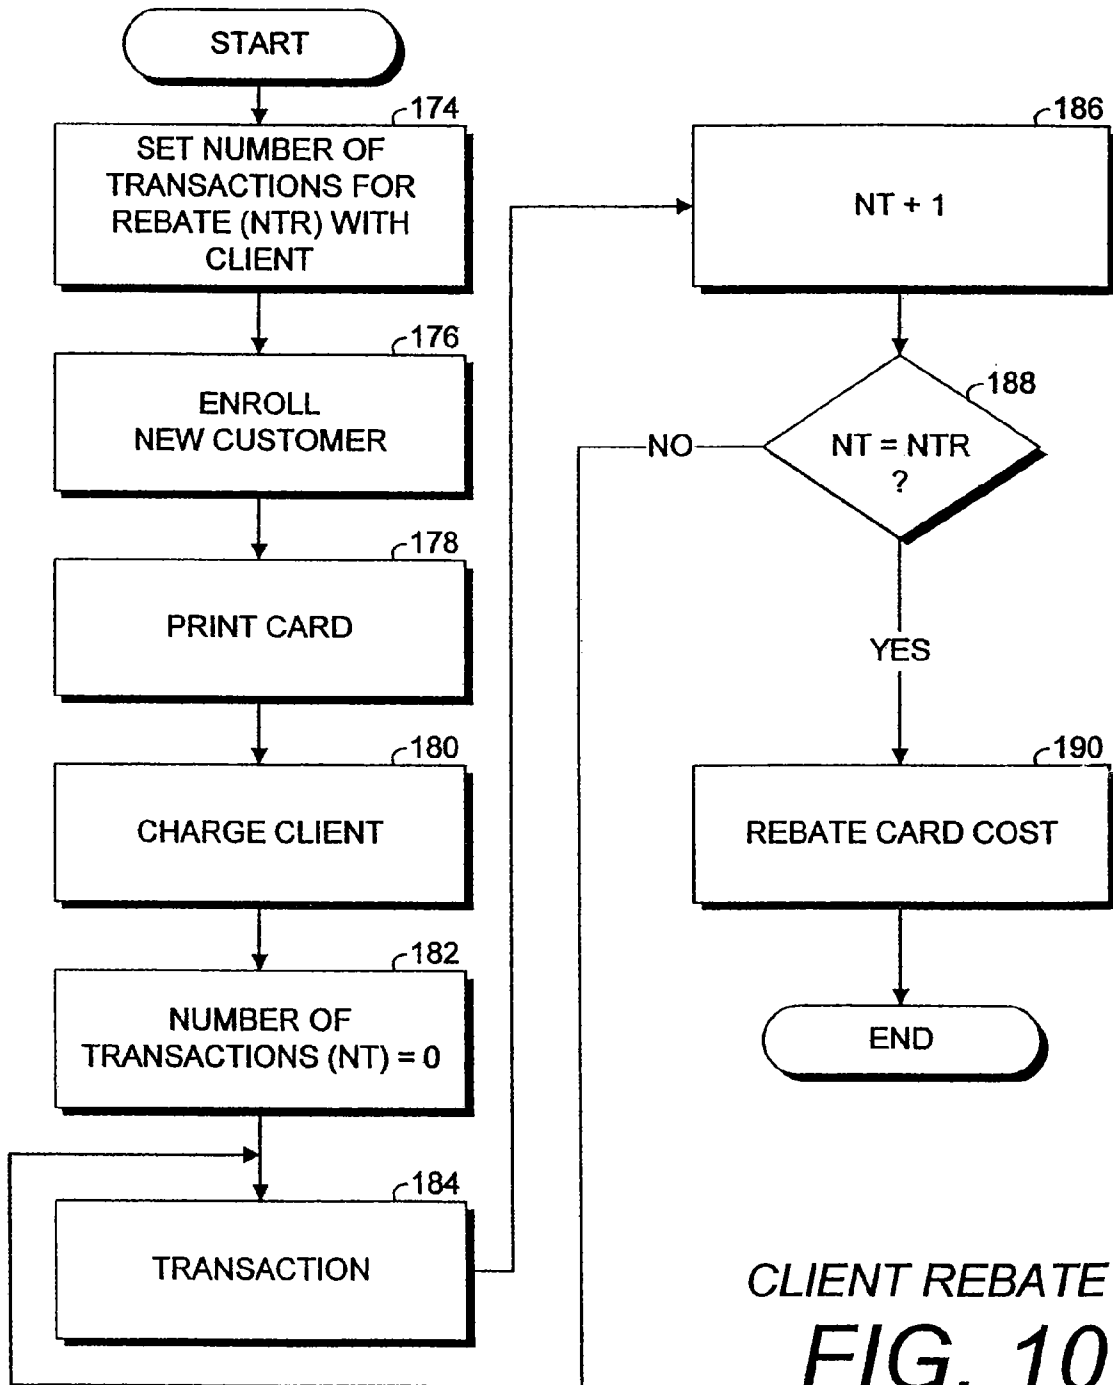 START
174
SET NUMBER OF
TRANSACTIONS FOR
REBATE (NTR) WITH
CLIENT
176
ENROLL
NEW CUSTOMER
178
PRINT CARD
180
CHARGE CLIENT
182
NUMBER OF
TRANSACTIONS (NT) = 0
184
TRANSACTION
186
NT + 1
188
NT = NTR
?
NO
YES
190
REBATE CARD COST
END
CLIENT REBATE
FIG. 10